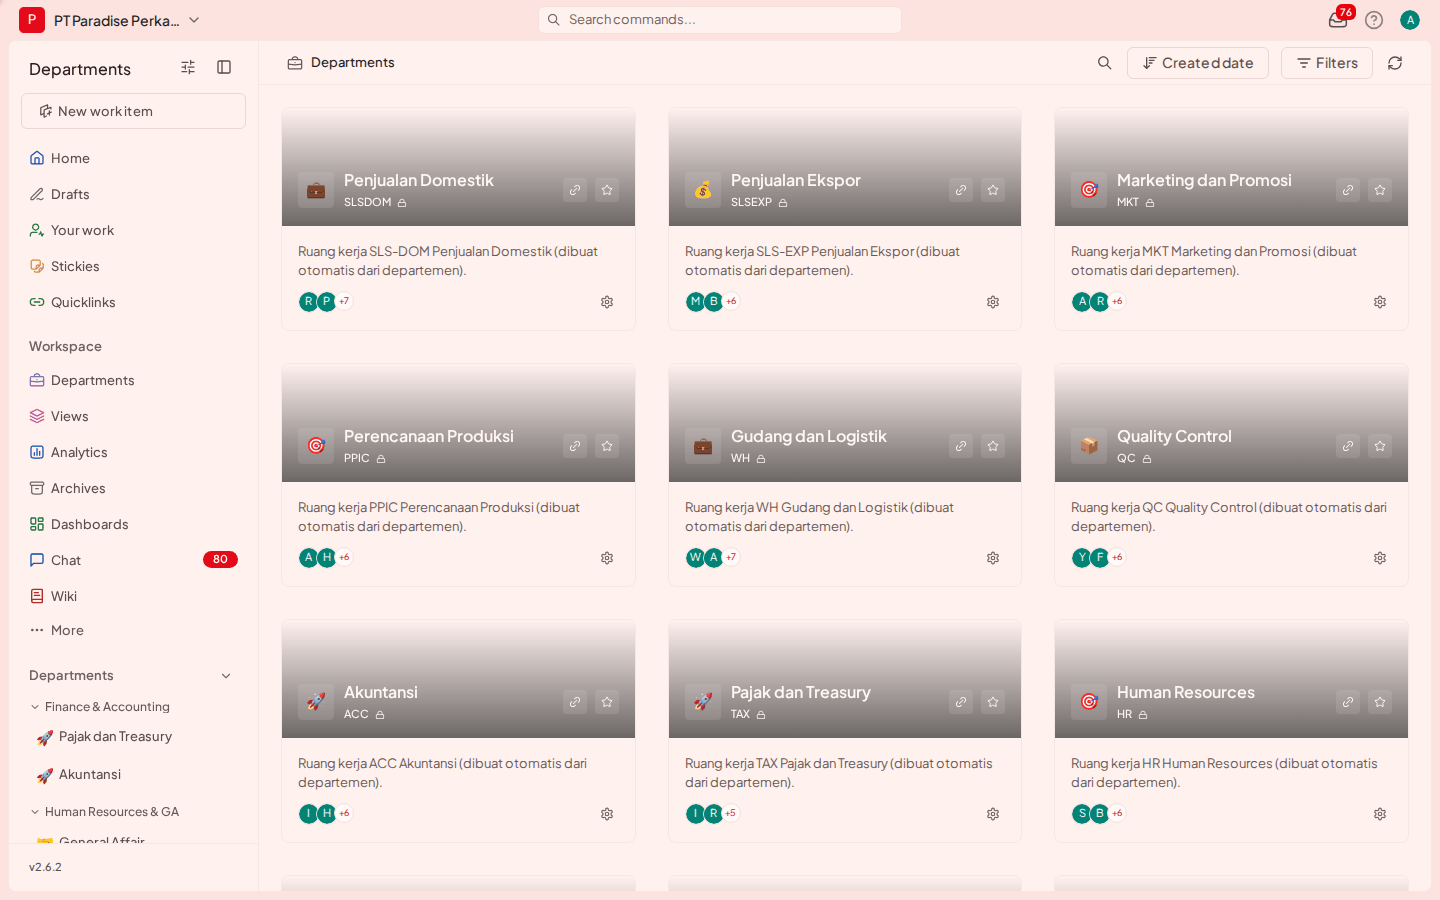 P PT Paradise Perka...
Search commands...
76
A
Departments
New work item
Home
Drafts
Your work
Stickies
Quicklinks
Workspace
Departments
Views
Analytics
Archives
Dashboards
Chat 80
Wiki
More
Departments
Finance & Accounting
Pajak dan Treasury
Akuntansi
Human Resources & GA
General Affair
v2.6.2
Departments
Created date
Filters
Penjualan Domestik
SLSDOM
Ruang kerja SLS-DOM Penjualan Domestik (dibuat
otomatis dari departemen).
R P +7
Penjualan Ekspor
SLSEXP
Ruang kerja SLS-EXP Penjualan Ekspor (dibuat
otomatis dari departemen).
M B +6
Marketing dan Promosi
MKT
Ruang kerja MKT Marketing dan Promosi (dibuat
otomatis dari departemen).
A R +6
Perencanaan Produksi
PPIC
Ruang kerja PPIC Perencanaan Produksi (dibuat
otomatis dari departemen).
A H +6
Gudang dan Logistik
WH
Ruang kerja WH Gudang dan Logistik (dibuat
otomatis dari departemen).
W A +7
Quality Control
QC
Ruang kerja QC Quality Control (dibuat otomatis dari
departemen).
Y F +6
Akuntansi
ACC
Ruang kerja ACC Akuntansi (dibuat otomatis dari
departemen).
I H +6
Pajak dan Treasury
TAX
Ruang kerja TAX Pajak dan Treasury (dibuat otomatis
dari departemen).
I R +5
Human Resources
HR
Ruang kerja HR Human Resources (dibuat otomatis
dari departemen).
S B +6